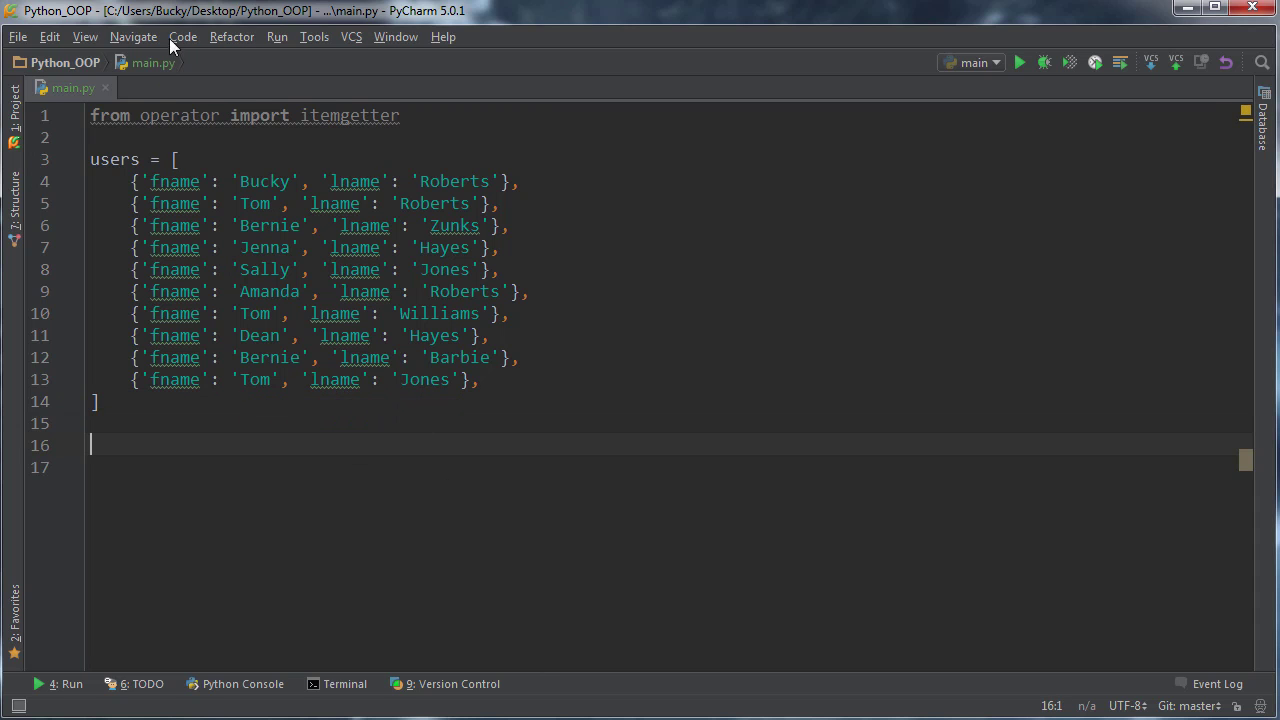 Python_OOP - [C:/Users/Bucky/Desktop/Python_OOP] - ...\main.py - PyCharm 5.0.1
File Edit View Navigate Code Refactor Run Tools VCS Window Help
Python_OOP main.py main VCS VCS
main.py
1: Project
7: Structure
2: Favorites
Database
1 from operator import itemgetter
2
3 users = [
4     {'fname': 'Bucky', 'lname': 'Roberts'},
5     {'fname': 'Tom', 'lname': 'Roberts'},
6     {'fname': 'Bernie', 'lname': 'Zunks'},
7     {'fname': 'Jenna', 'lname': 'Hayes'},
8     {'fname': 'Sally', 'lname': 'Jones'},
9     {'fname': 'Amanda', 'lname': 'Roberts'},
10     {'fname': 'Tom', 'lname': 'Williams'},
11     {'fname': 'Dean', 'lname': 'Hayes'},
12     {'fname': 'Bernie', 'lname': 'Barbie'},
13     {'fname': 'Tom', 'lname': 'Jones'},
14 ]
15
16
17
4: Run 6: TODO Python Console Terminal 9: Version Control Event Log
16:1 n/a UTF-8 Git: master